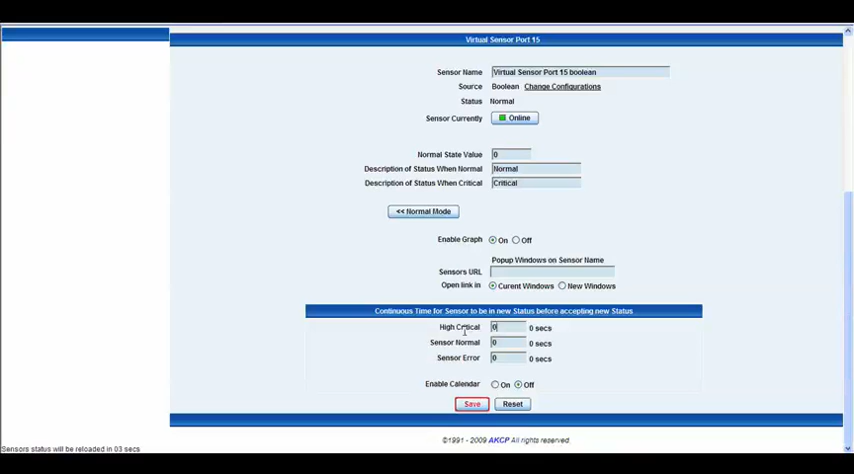 Virtual Sensor Port 15
Sensor Name Virtual Sensor Port 15 boolean
Source Boolean Change Configurations
Status Normal
Sensor Currently Online
Normal State Value 0
Description of Status When Normal Normal
Description of Status When Critical Critical
<< Normal Mode
Enable Graph On Off
Popup Windows on Sensor Name
Sensors URL
Open link in Curent Windows New Windows
Continuous Time for Sensor to be in new Status before accepting new Status
High Critical 0 0 secs
Sensor Normal 0 0 secs
Sensor Error 0 0 secs
Enable Calendar On Off
Save Reset
©1991 - 2009 AKCP All rights reserved.
Sensors status will be reloaded in 03 secs